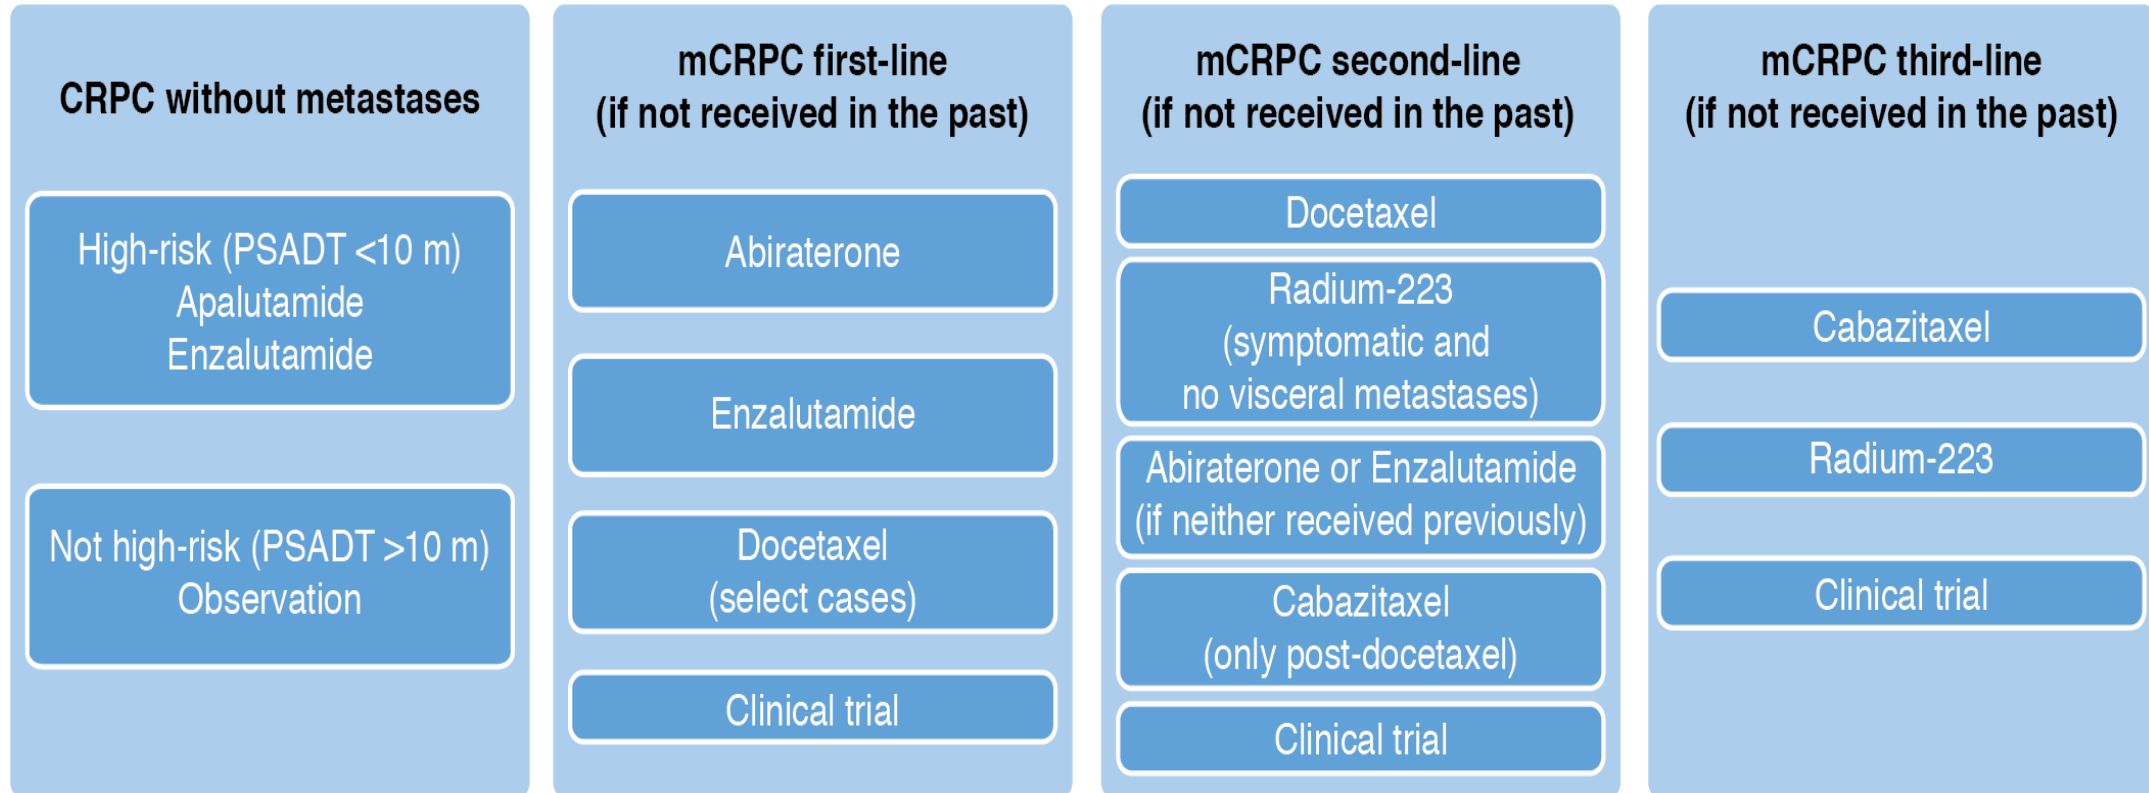 CRPC without metastases
High-risk (PSADT <10 m)
Apalutamide
Enzalutamide
Not high-risk (PSADT >10 m)
Observation
mCRPC first-line
(if not received in the past)
Abiraterone
Enzalutamide
Docetaxel
(select cases)
Clinical trial
mCRPC second-line
(if not received in the past)
Docetaxel
Radium-223
(symptomatic and
no visceral metastases)
Abiraterone or Enzalutamide
(if neither received previously)
Cabazitaxel
(only post-docetaxel)
Clinical trial
mCRPC third-line
(if not received in the past)
Cabazitaxel
Radium-223
Clinical trial